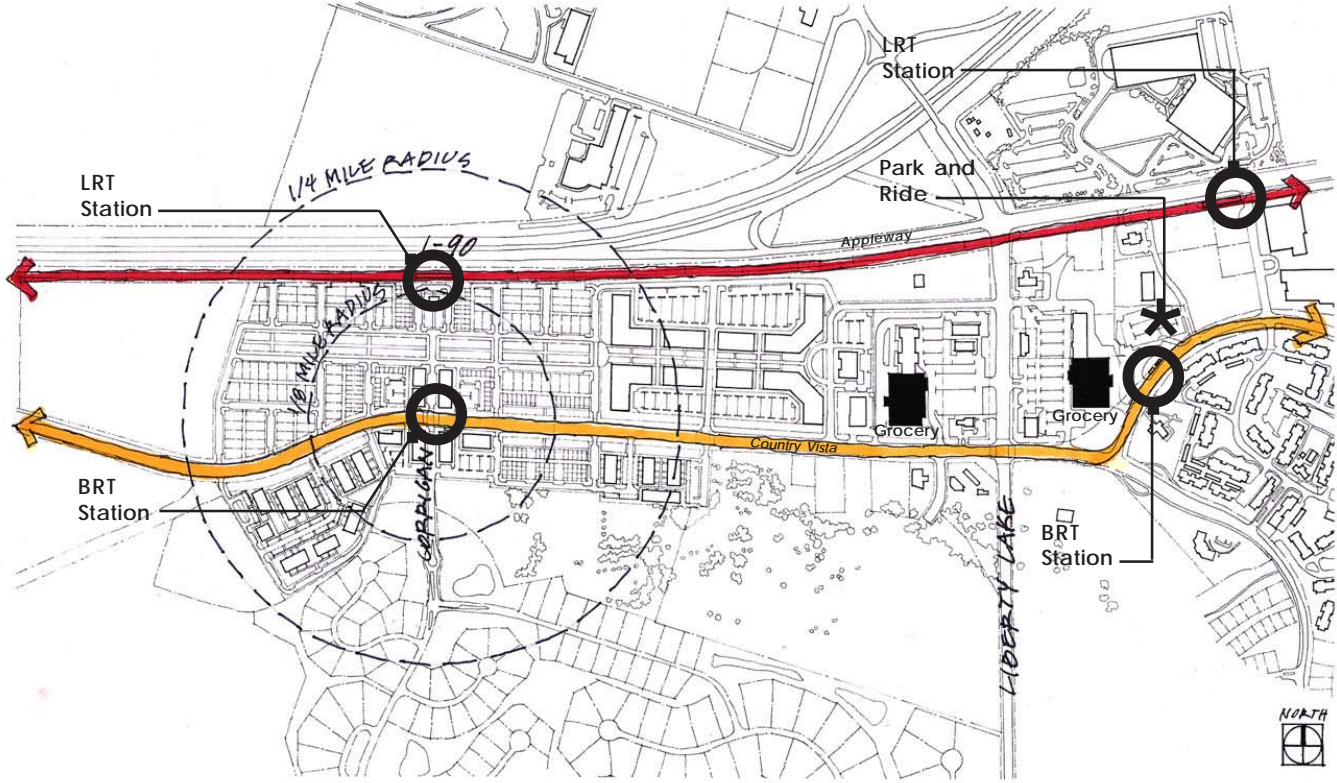 LRT
Station
Park and
Ride
1/4 MILE RADIUS
LRT
Station
I-90
Appleway
1/8 MILE RADIUS
Grocery
Grocery
Country Vista
BRT
Station
CORRIGAN
LIBERTY LAKE
BRT
Station
NORTH